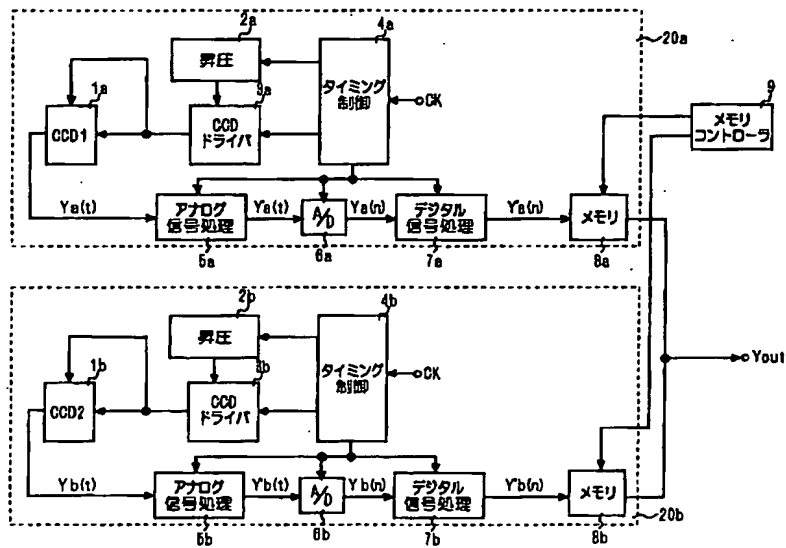 2a
4a
20a
昇圧
タイミング
制御
1a
3a
9
CK
メモリ
コントローラ
CCD1
CCD
ドライバ
Ya(t)
アナログ
信号処理
Y'a(t)
A/D
Ya(n)
デジタル
信号処理
Y'a(n)
メモリ
5a
6a
7a
8a
2b
4b
昇圧
タイミング
制御
1b
3b
CK
Yout
CCD2
CCD
ドライバ
Yb(t)
アナログ
信号処理
Y'b(t)
A/D
Yb(n)
デジタル
信号処理
Y'b(n)
メモリ
5b
6b
7b
8b
20b